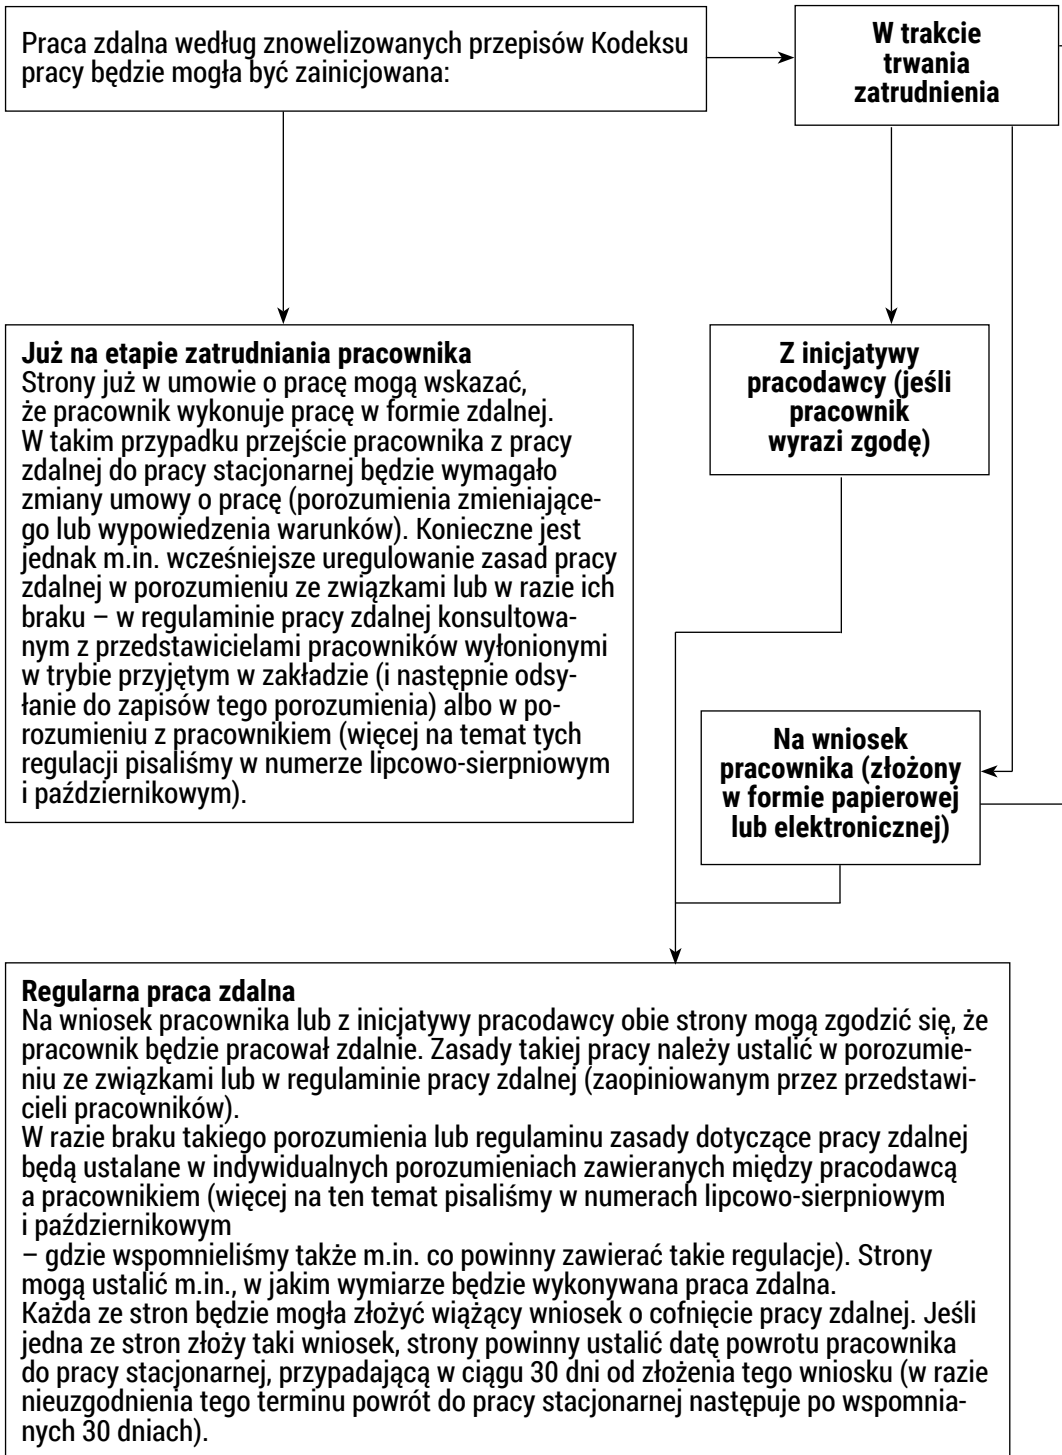 Praca zdalna według znowelizowanych przepisów Kodeksu
pracy będzie mogła być zainicjowana:
W trakcie
trwania
zatrudnienia
Już na etapie zatrudniania pracownika
Strony już w umowie o pracę mogą wskazać,
że pracownik wykonuje pracę w formie zdalnej.
W takim przypadku przejście pracownika z pracy
zdalnej do pracy stacjonarnej będzie wymagało
zmiany umowy o pracę (porozumienia zmieniające-
go lub wypowiedzenia warunków). Konieczne jest
jednak m.in. wcześniejsze uregulowanie zasad pracy
zdalnej w porozumieniu ze związkami lub w razie ich
braku – w regulaminie pracy zdalnej konsultowa-
nym z przedstawicielami pracowników wyłonionymi
w trybie przyjętym w zakładzie (i następnie odsy-
łanie do zapisów tego porozumienia) albo w po-
rozumieniu z pracownikiem (więcej na temat tych
regulacji pisaliśmy w numerze lipcowo-sierpniowym
i październikowym).
Z inicjatywy
pracodawcy (jeśli
pracownik
wyrazi zgodę)
Na wniosek
pracownika (złożony
w formie papierowej
lub elektronicznej)
Regularna praca zdalna
Na wniosek pracownika lub z inicjatywy pracodawcy obie strony mogą zgodzić się, że
pracownik będzie pracował zdalnie. Zasady takiej pracy należy ustalić w porozumie-
niu ze związkami lub w regulaminie pracy zdalnej (zaopiniowanym przez przedstawi-
cieli pracowników).
W razie braku takiego porozumienia lub regulaminu zasady dotyczące pracy zdalnej
będą ustalane w indywidualnych porozumieniach zawieranych między pracodawcą
a pracownikiem (więcej na ten temat pisaliśmy w numerach lipcowo-sierpniowym
i październikowym
– gdzie wspomnieliśmy także m.in. co powinny zawierać takie regulacje). Strony
mogą ustalić m.in., w jakim wymiarze będzie wykonywana praca zdalna.
Każda ze stron będzie mogła złożyć wiążący wniosek o cofnięcie pracy zdalnej. Jeśli
jedna ze stron złoży taki wniosek, strony powinny ustalić datę powrotu pracownika
do pracy stacjonarnej, przypadającą w ciągu 30 dni od złożenia tego wniosku (w razie
nieuzgodnienia tego terminu powrót do pracy stacjonarnej następuje po wspomnia-
nych 30 dniach).